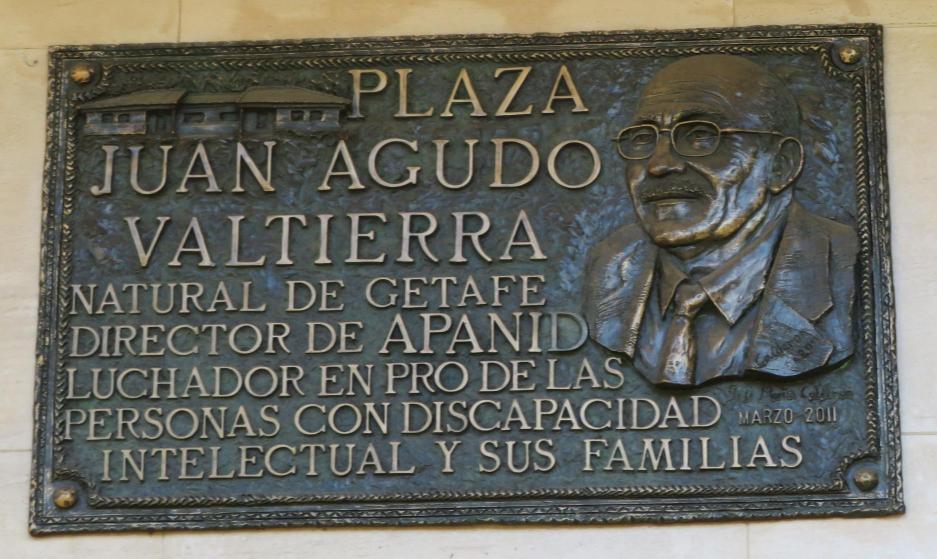 PLAZA
JUAN AGUDO
VALTIERRA
NATURAL DE GETAFE
DIRECTOR DE APANID
LUCHADOR EN PRO DE LAS
PERSONAS CON DISCAPACIDAD
INTELECTUAL Y SUS FAMILIAS
MARZO 2011